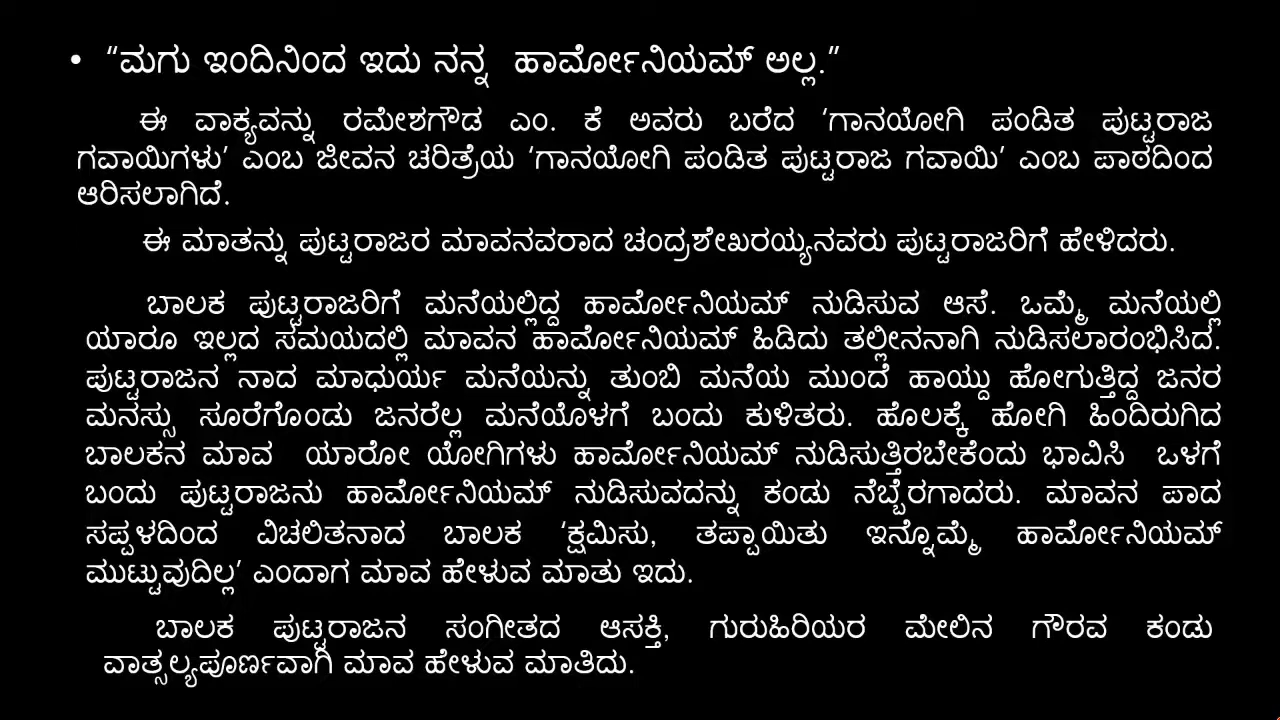 • “ಮಗು ಇಂದಿನಿಂದ ಇದು ನನ್ನ ಹಾರ್ಮೋನಿಯಮ್ ಅಲ್ಲ.”
ಈ ವಾಕ್ಯವನ್ನು ರಮೇಶಗೌಡ ಎಂ. ಕೆ ಅವರು ಬರೆದ ‘ಗಾನಯೋಗಿ ಪಂಡಿತ ಪುಟ್ಟರಾಜ
ಗವಾಯಿಗಳು’ ಎಂಬ ಜೀವನ ಚರಿತ್ರೆಯ ‘ಗಾನಯೋಗಿ ಪಂಡಿತ ಪುಟ್ಟರಾಜ ಗವಾಯಿ’ ಎಂಬ ಪಾಠದಿಂದ
ಆರಿಸಲಾಗಿದೆ.
ಈ ಮಾತನ್ನು ಪುಟ್ಟರಾಜರ ಮಾವನವರಾದ ಚಂದ್ರಶೇಖರಯ್ಯನವರು ಪುಟ್ಟರಾಜರಿಗೆ ಹೇಳಿದರು.
ಬಾಲಕ ಪುಟ್ಟರಾಜರಿಗೆ ಮನೆಯಲ್ಲಿದ್ದ ಹಾರ್ಮೋನಿಯಮ್ ನುಡಿಸುವ ಆಸೆ. ಒಮ್ಮೆ ಮನೆಯಲ್ಲಿ
ಯಾರೂ ಇಲ್ಲದ ಸಮಯದಲ್ಲಿ ಮಾವನ ಹಾರ್ಮೋನಿಯಮ್ ಹಿಡಿದು ತಲ್ಲೀನನಾಗಿ ನುಡಿಸಲಾರಂಭಿಸಿದ.
ಪುಟ್ಟರಾಜನ ನಾದ ಮಾಧುರ್ಯ ಮನೆಯನ್ನು ತುಂಬಿ ಮನೆಯ ಮುಂದೆ ಹಾಯ್ದು ಹೋಗುತ್ತಿದ್ದ ಜನರ
ಮನಸ್ಸು ಸೂರೆಗೊಂಡು ಜನರೆಲ್ಲ ಮನೆಯೊಳಗೆ ಬಂದು ಕುಳಿತರು. ಹೊಲಕ್ಕೆ ಹೋಗಿ ಹಿಂದಿರುಗಿದ
ಬಾಲಕನ ಮಾವ ಯಾರೋ ಯೋಗಿಗಳು ಹಾರ್ಮೋನಿಯಮ್ ನುಡಿಸುತ್ತಿರಬೇಕೆಂದು ಭಾವಿಸಿ ಒಳಗೆ
ಬಂದು ಪುಟ್ಟರಾಜನು ಹಾರ್ಮೋನಿಯಮ್ ನುಡಿಸುವದನ್ನು ಕಂಡು ನೆಬ್ಬೆರಗಾದರು. ಮಾವನ ಪಾದ
ಸಪ್ಪಳದಿಂದ ವಿಚಲಿತನಾದ ಬಾಲಕ ‘ಕ್ಷಮಿಸು, ತಪ್ಪಾಯಿತು ಇನ್ನೊಮ್ಮೆ ಹಾರ್ಮೋನಿಯಮ್
ಮುಟ್ಟುವುದಿಲ್ಲ’ ಎಂದಾಗ ಮಾವ ಹೇಳುವ ಮಾತು ಇದು.
ಬಾಲಕ ಪುಟ್ಟರಾಜನ ಸಂಗೀತದ ಆಸಕ್ತಿ, ಗುರುಹಿರಿಯರ ಮೇಲಿನ ಗೌರವ ಕಂಡು
ವಾತ್ಸಲ್ಯಪೂರ್ಣವಾಗಿ ಮಾವ ಹೇಳುವ ಮಾತಿದು.